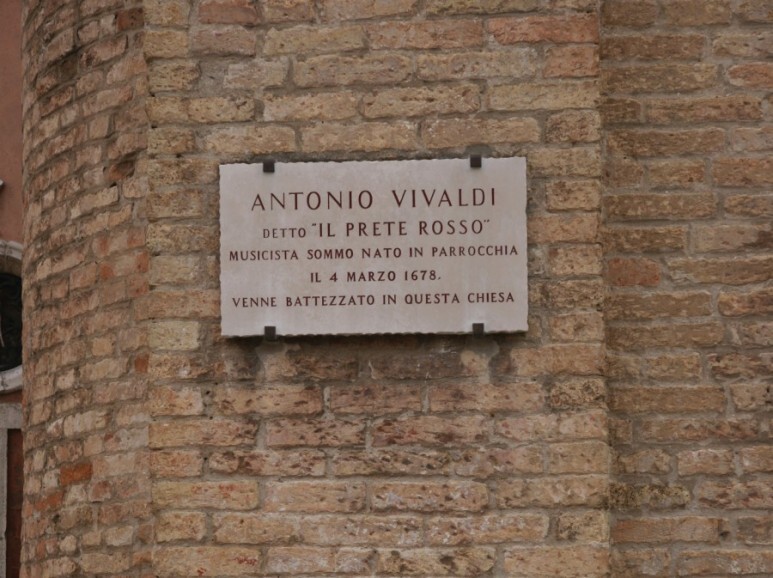 ANTONIO VIVALDI
DETTO "IL PRETE ROSSO"
MUSICISTA SOMMO NATO IN PARROCCHIA
IL 4 MARZO 1678.
VENNE BATTEZZATO IN QUESTA CHIESA